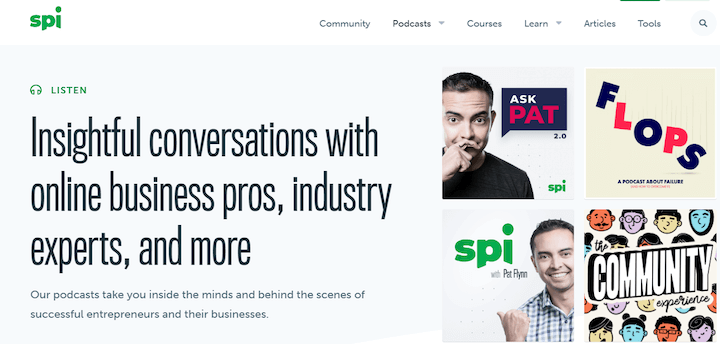 spi
Community Podcasts Courses Learn Articles Tools
LISTEN
Insightful conversations with
online business pros, industry
experts, and more
Our podcasts take you inside the minds and behind the scenes of
successful entrepreneurs and their businesses.
ASK
PAT
2.0
spi
FLOPS
A PODCAST ABOUT FAILURE
spi
with Pat Flynn
the
COMMUNITY
experience